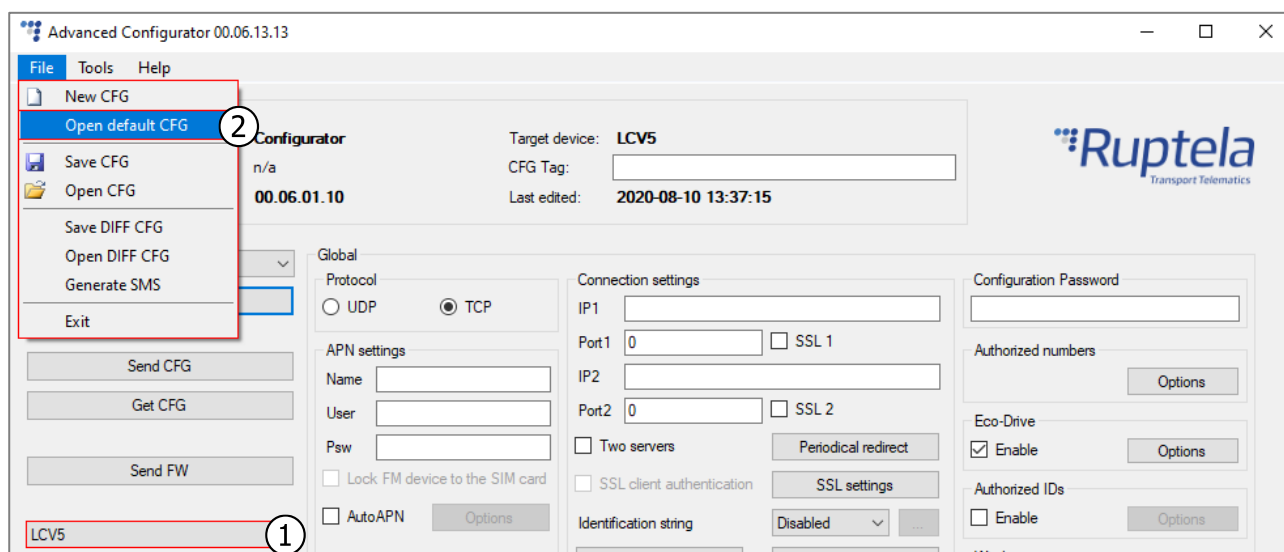 Advanced Configurator 00.06.13.13
File Tools Help
New CFG
Open default CFG
2
Save CFG
Open CFG
Save DIFF CFG
Open DIFF CFG
Generate SMS
Exit
Configurator
n/a
00.06.01.10
Target device: LCV5
CFG Tag:
Last edited: 2020-08-10 13:37:15
Ruptela
Transport Telematics
Send CFG
Get CFG
Send FW
LCV5
1
Global
Protocol
UDP TCP
APN settings
Name
User
Psw
Lock FM device to the SIM card
AutoAPN Options
Connection settings
IP1
Port1 0 SSL 1
IP2
Port2 0 SSL 2
Two servers Periodical redirect
SSL client authentication SSL settings
Identification string Disabled ...
Configuration Password
Authorized numbers
Options
Eco-Drive
Enable Options
Authorized IDs
Enable Options